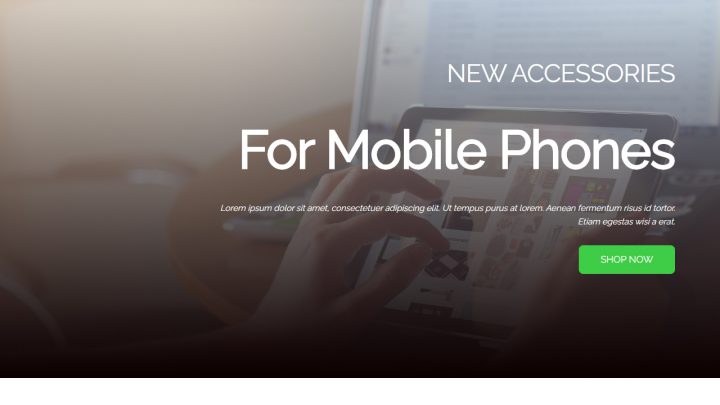 NEW ACCESSORIES
For Mobile Phones
Lorem ipsum dolor sit amet, consectetuer adipiscing elit. Ut tempus purus at lorem. Aenean fermentum risus id tortor.
Etiam egestas wisi a erat.
SHOP NOW